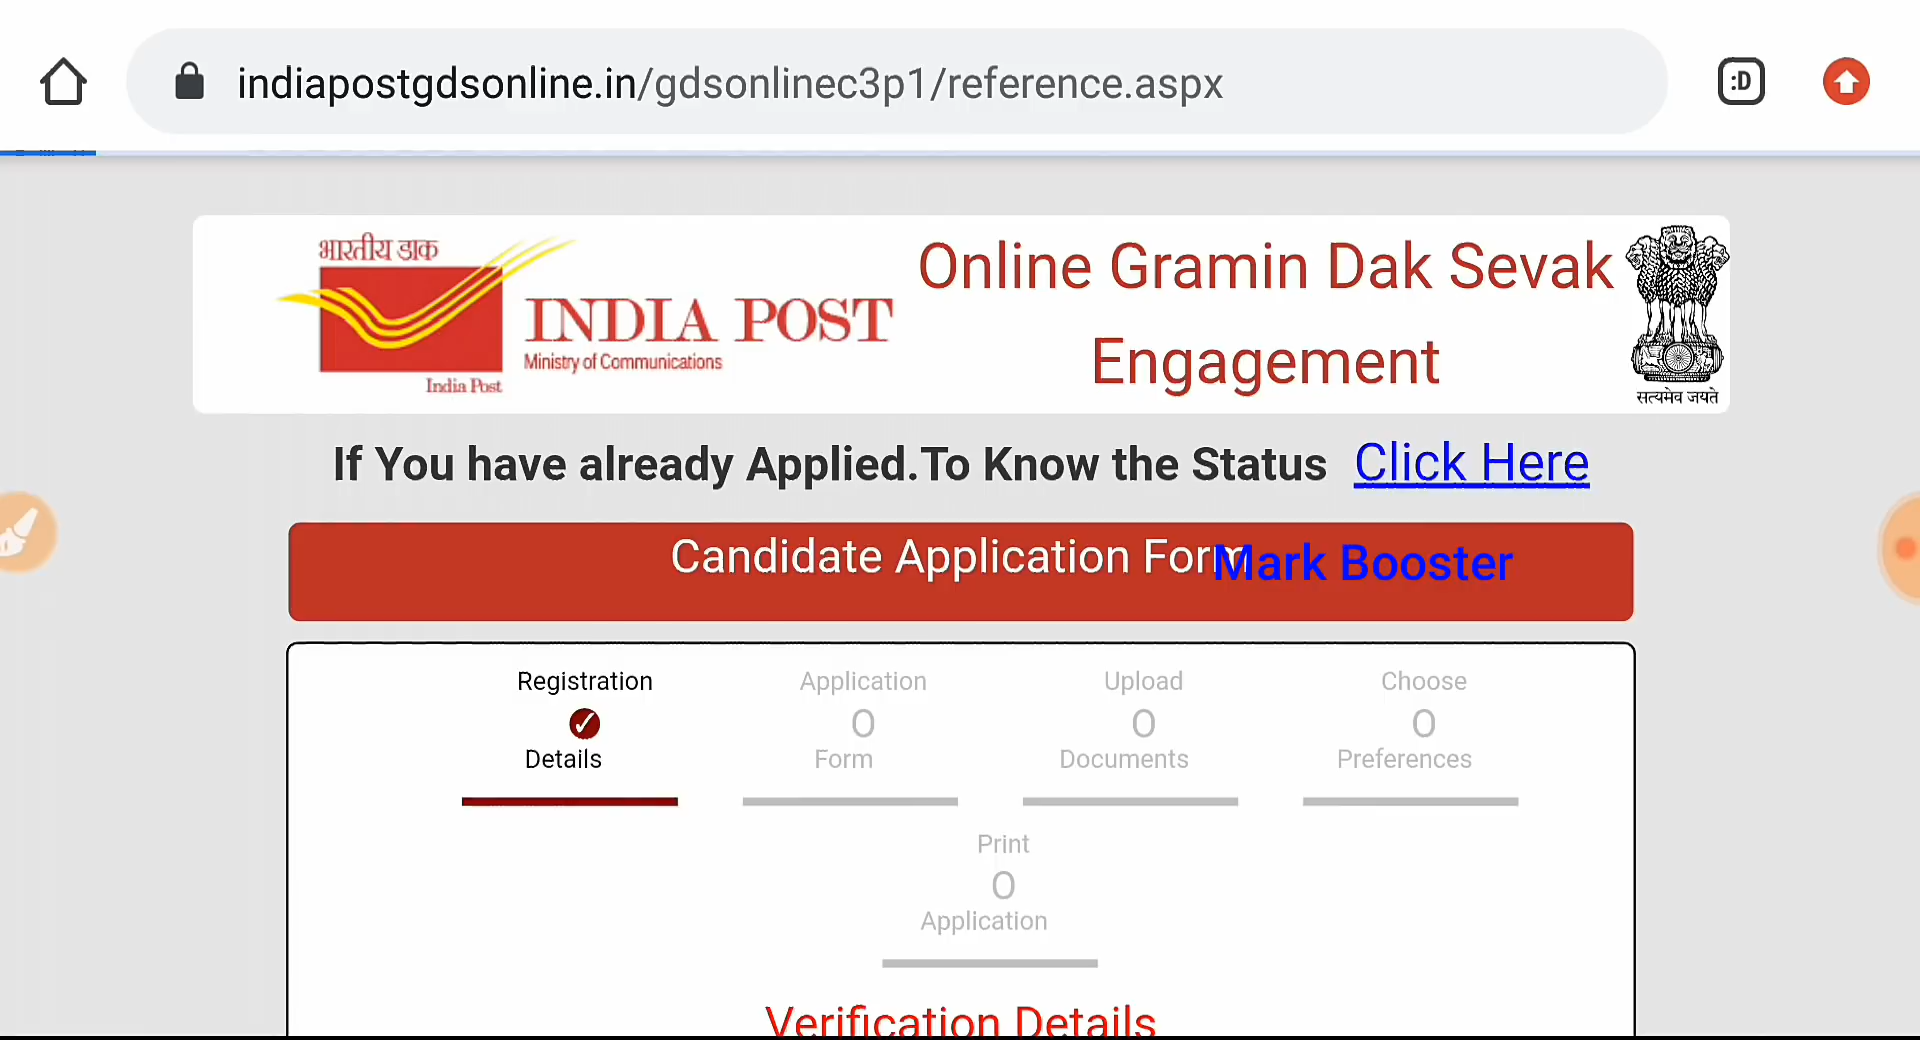 indiapostgdsonline.in/gdsonlinec3p1/reference.aspx
:D
भारतीय डाक
INDIA POST
Ministry of Communications
India Post
Online Gramin Dak Sevak
Engagement
सत्यमेव जयते
If You have already Applied.To Know the Status Click Here
Candidate Application Form
Mark Booster
Registration
Details
Application
Form
Upload
Documents
Choose
Preferences
Print
Application
Verification Details